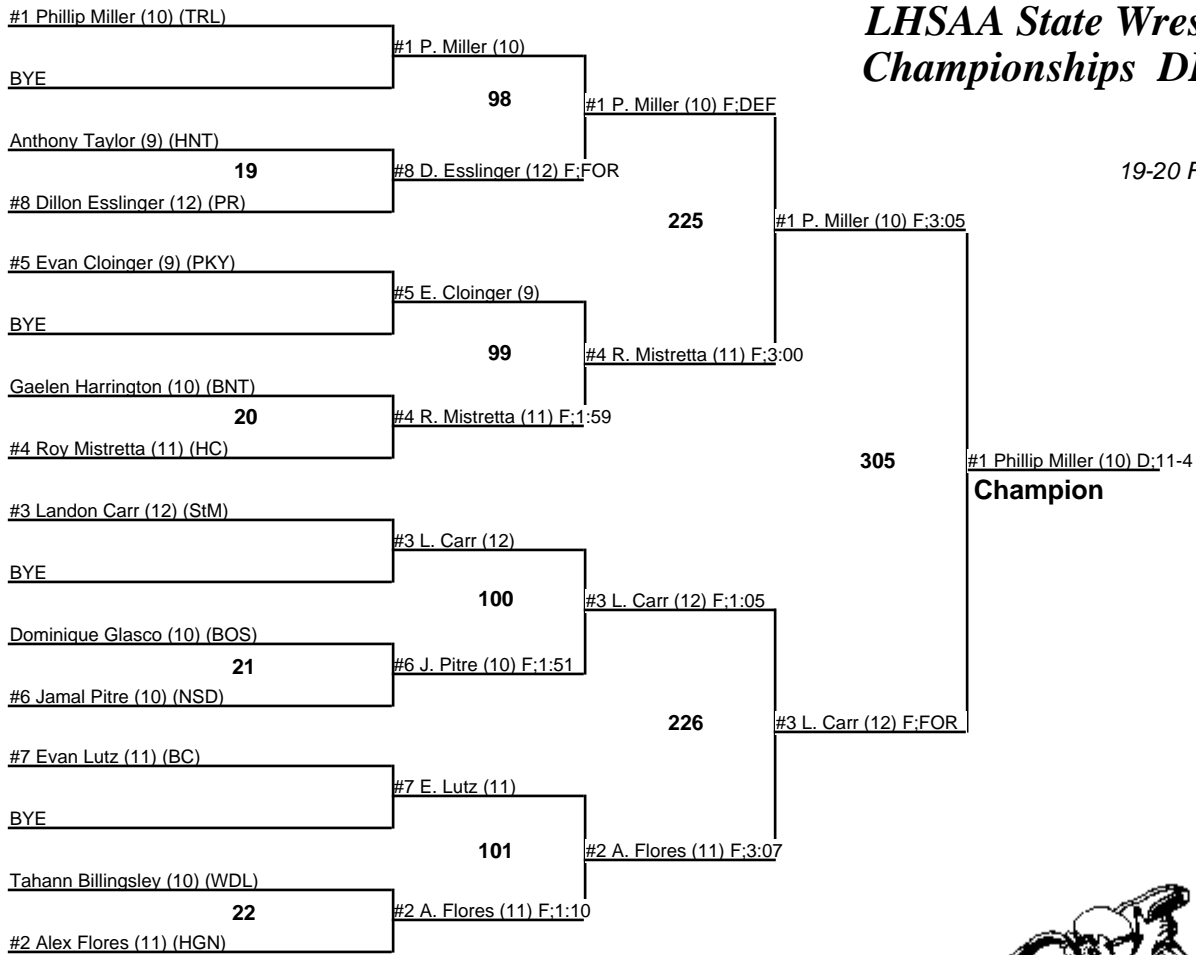 LHSAA State Wres
Championships DI
19-20 F
#1 Phillip Miller (10) (TRL)
BYE
Anthony Taylor (9) (HNT)
19
#8 Dillon Esslinger (12) (PR)
#5 Evan Cloinger (9) (PKY)
BYE
Gaelen Harrington (10) (BNT)
20
#4 Roy Mistretta (11) (HC)
#3 Landon Carr (12) (StM)
BYE
Dominique Glasco (10) (BOS)
21
#6 Jamal Pitre (10) (NSD)
#7 Evan Lutz (11) (BC)
BYE
Tahann Billingsley (10) (WDL)
22
#2 Alex Flores (11) (HGN)
#1 P. Miller (10)
98
#8 D. Esslinger (12) F;FOR
#5 E. Cloinger (9)
99
#4 R. Mistretta (11) F;1:59
#3 L. Carr (12)
100
#6 J. Pitre (10) F;1:51
#7 E. Lutz (11)
101
#2 A. Flores (11) F;1:10
#1 P. Miller (10) F;DEF
225
#4 R. Mistretta (11) F;3:00
#3 L. Carr (12) F;1:05
226
#2 A. Flores (11) F;3:07
#1 P. Miller (10) F;3:05
305
#3 L. Carr (12) F;FOR
#1 Phillip Miller (10) D;11-4
Champion